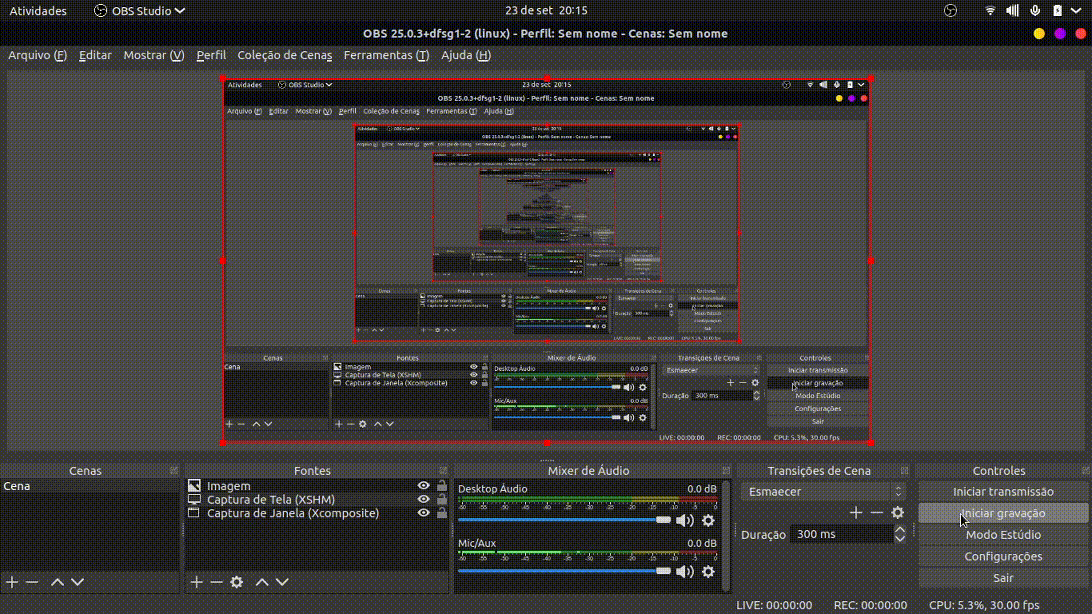 Atividades OBS Studio 23 de set 20:15
OBS 25.0.3+dfsg1-2 (linux) - Perfil: Sem nome - Cenas: Sem nome
Arquivo (F) Editar Mostrar (V) Perfil Coleção de Cenas Ferramentas (T) Ajuda (H)
Atividades OBS Studio 23 de set 20:15
OBS 25.0.3+dfsg1-2 (linux) - Perfil: Sem nome - Cenas: Sem nome
Arquivo (F) Editar Mostrar (V) Perfil Coleção de Cenas Ferramentas (T) Ajuda (H)
Cenas Fontes Mixer de Áudio Transições de Cena Controles
Cena Imagem Desktop Áudio 0.0 dB Esmaecer Iniciar transmissão
Captura de Tela (XSHM) Iniciar gravação
Captura de Janela (Xcomposite) Mic/Aux 0.0 dB Duração 300 ms Modo Estúdio
Configurações
Sair
LIVE: 00:00:00 REC: 00:00:00 CPU: 5.3%, 30.00 fps
Cenas Fontes Mixer de Áudio Transições de Cena Controles
Cena Imagem Desktop Áudio 0.0 dB Esmaecer Iniciar transmissão
Captura de Tela (XSHM)
-60 -55 -50 -45 -40 -35 -30 -25 -20 -15 -10 -5 0
Captura de Janela (Xcomposite) Iniciar gravação
Duração 300 ms Modo Estúdio
Mic/Aux 0.0 dB
-60 -55 -50 -45 -40 -35 -30 -25 -20 -15 -10 -5 0
Configurações
Sair
LIVE: 00:00:00 REC: 00:00:00 CPU: 5.3%, 30.00 fps